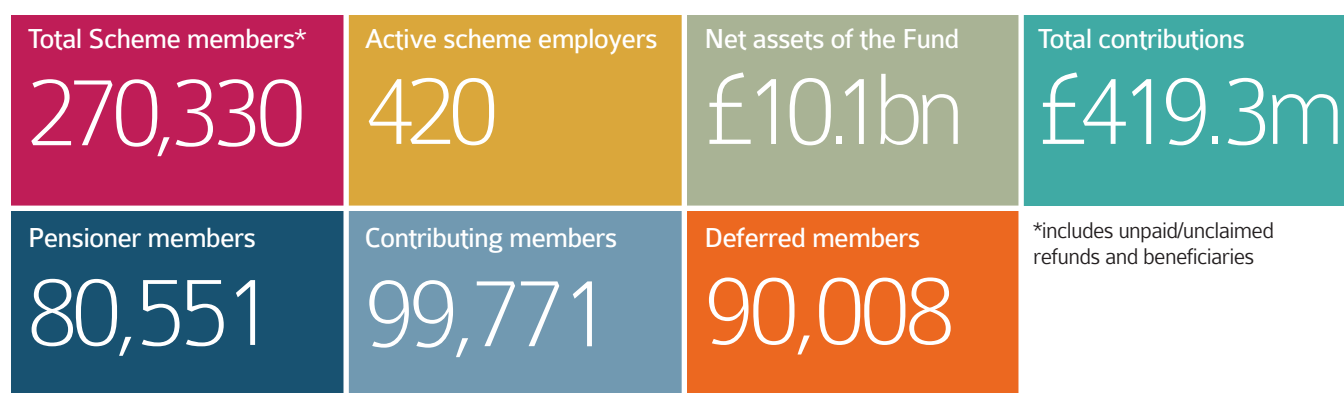 Total Scheme members*
270,330
Active scheme employers
420
Net assets of the Fund
£10.1bn
Total contributions
£419.3m
Pensioner members
80,551
Contributing members
99,771
Deferred members
90,008
*includes unpaid/unclaimed
refunds and beneficiaries